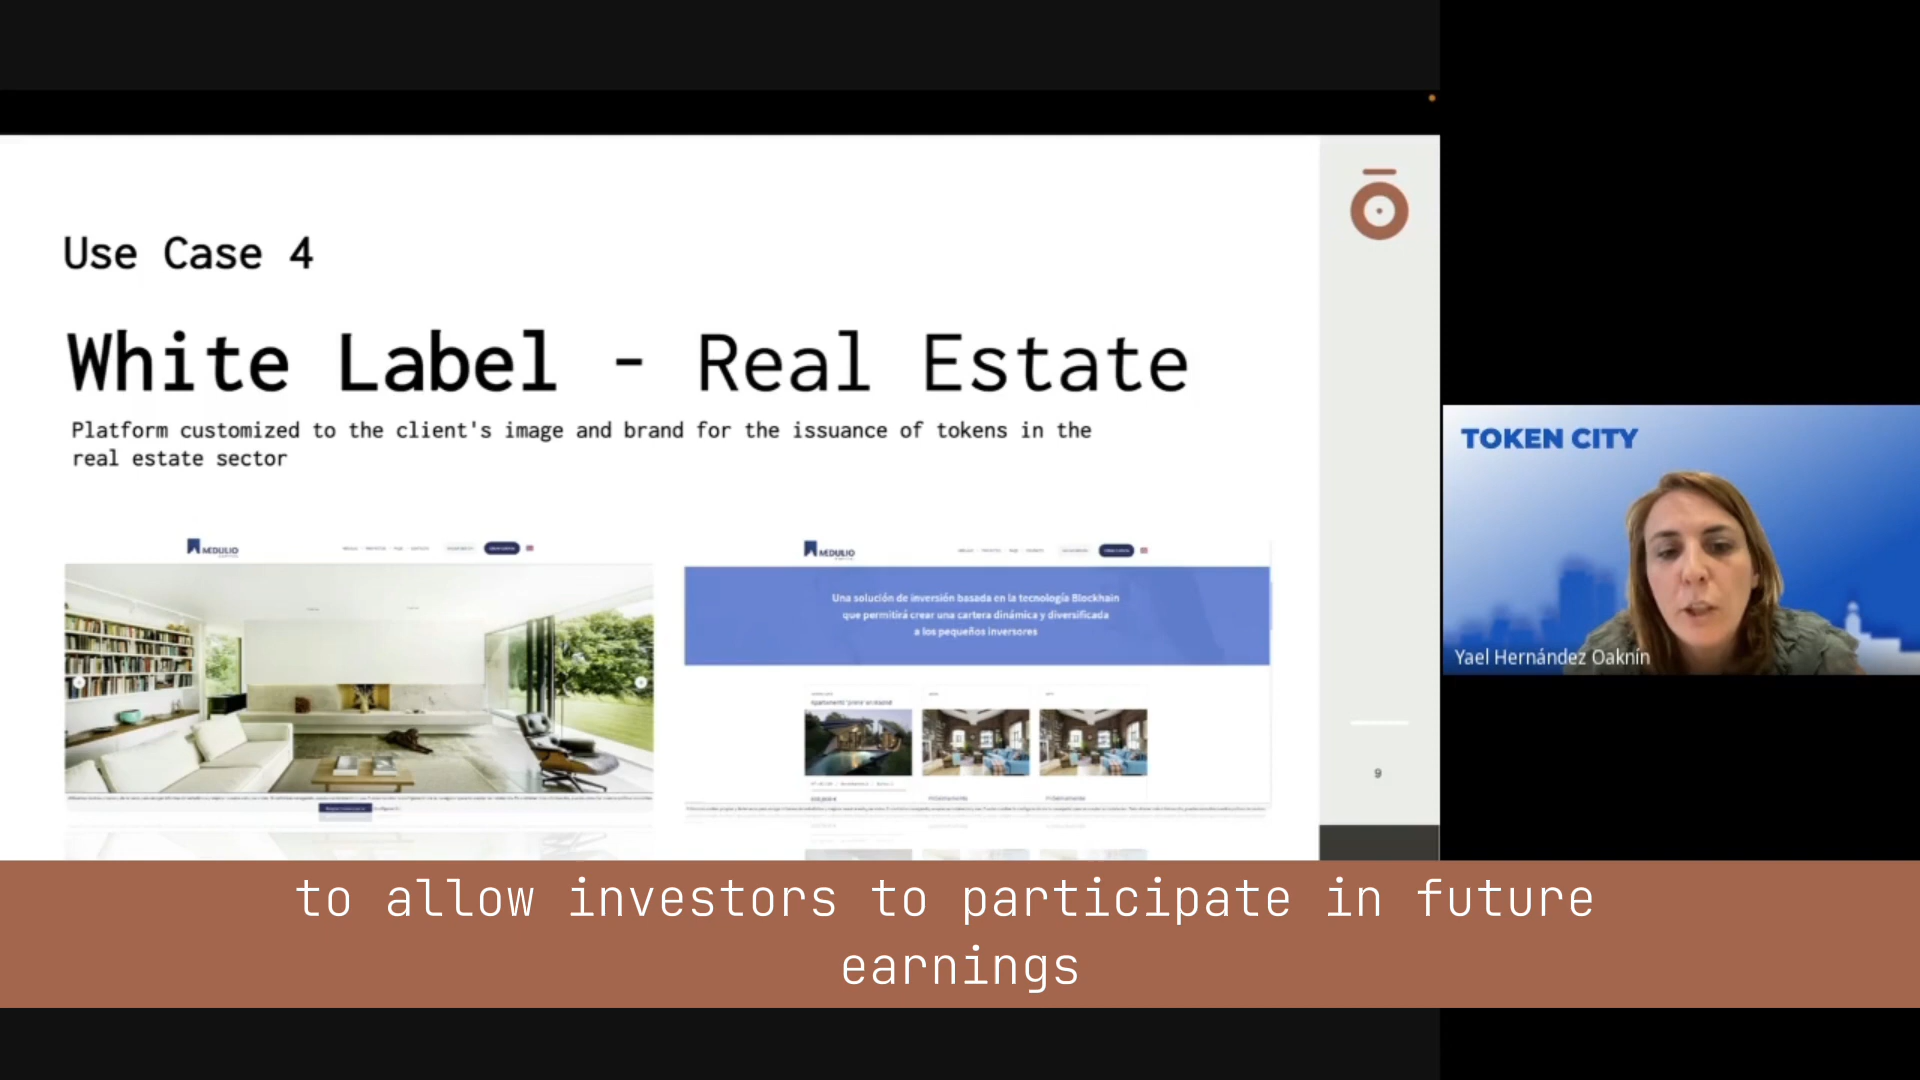 Use Case 4
White Label - Real Estate
Platform customized to the client's image and brand for the issuance of tokens in the
real estate sector
MEDULIO
MEDULIO
Una solución de inversión basada en la tecnología Blockhain
que permitirá crear una cartera dinámica y diversificada
a los pequeños inversores
9
TOKEN CITY
Yael Hernández Oaknín
to allow investors to participate in future
earnings